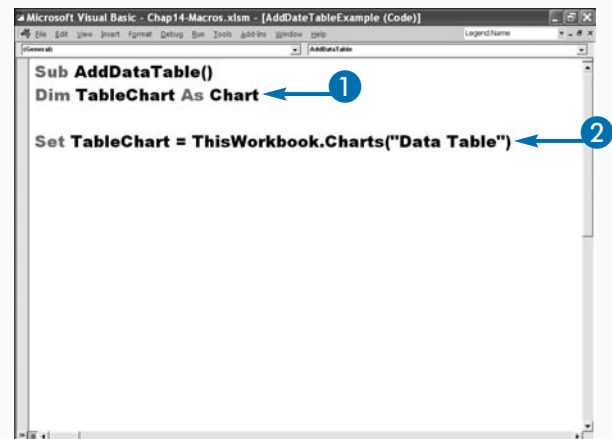 Microsoft Visual Basic - Chap14-Macros.xlsm - [AddDateTableExample (Code)]
File Edit View Insert Format Debug Run Tools Add-Ins Window Help
Legend.Name
(General)
AddDataTable
Sub AddDataTable()
Dim TableChart As Chart
1
Set TableChart = ThisWorkbook.Charts("Data Table")
2